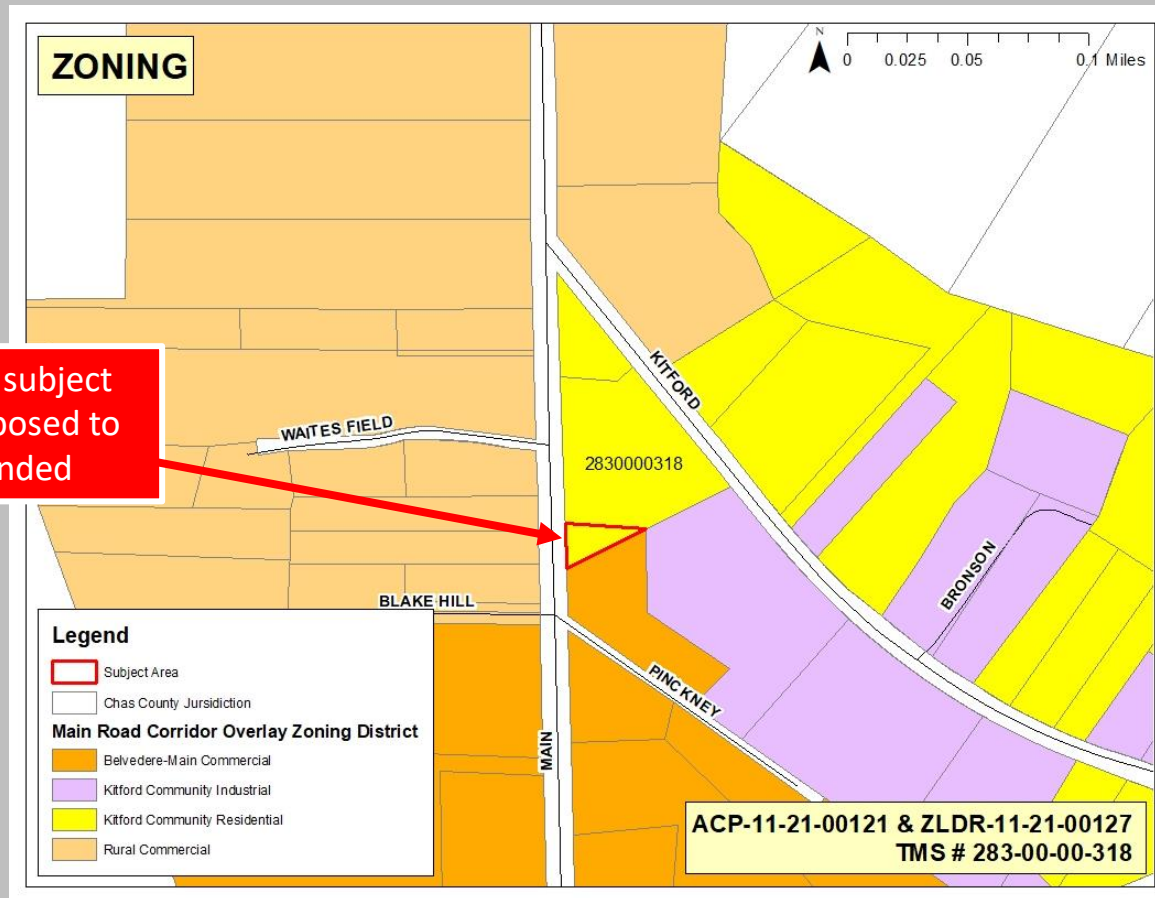 ZONING
N
0 0.025 0.05 0.1 Miles
KITFORD
WAITES FIELD
2830000318
subject
posed to
nded
BLAKE HILL
BRONSON
PINCKNEY
MAIN
Legend
Subject Area
Chas County Jursidiction
Main Road Corridor Overlay Zoning District
Belvedere-Main Commercial
Kitford Community Industrial
Kitford Community Residential
Rural Commercial
ACP-11-21-00121 & ZLDR-11-21-00127
TMS # 283-00-00-318